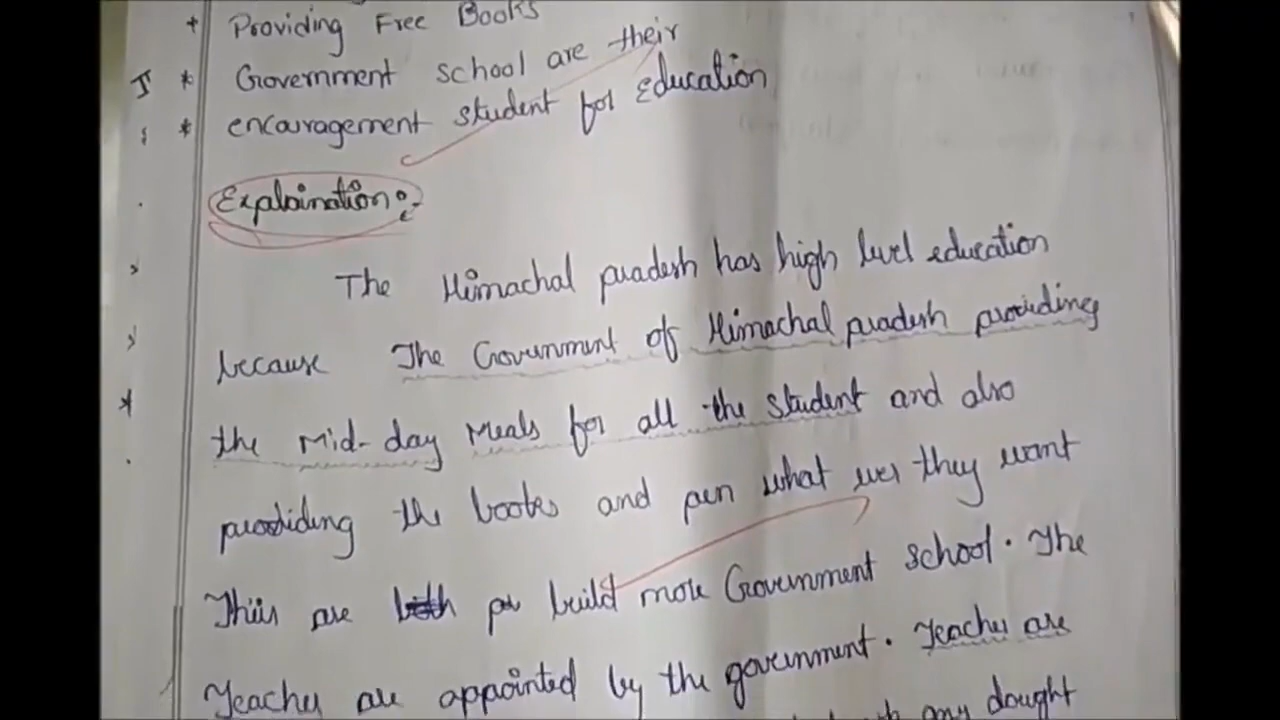 * Providing Free Books
* Government school are their
* encouragement student for Education
Explaination:-
The Himachal pradesh has high level education
because The Government of Himachal pradesh providing
the Mid-day Meals for all the student and also
providing the books and pen what ever they want
Thiis are build more Government school. The
Teacher are appointed by the government. Teacher are
any dought